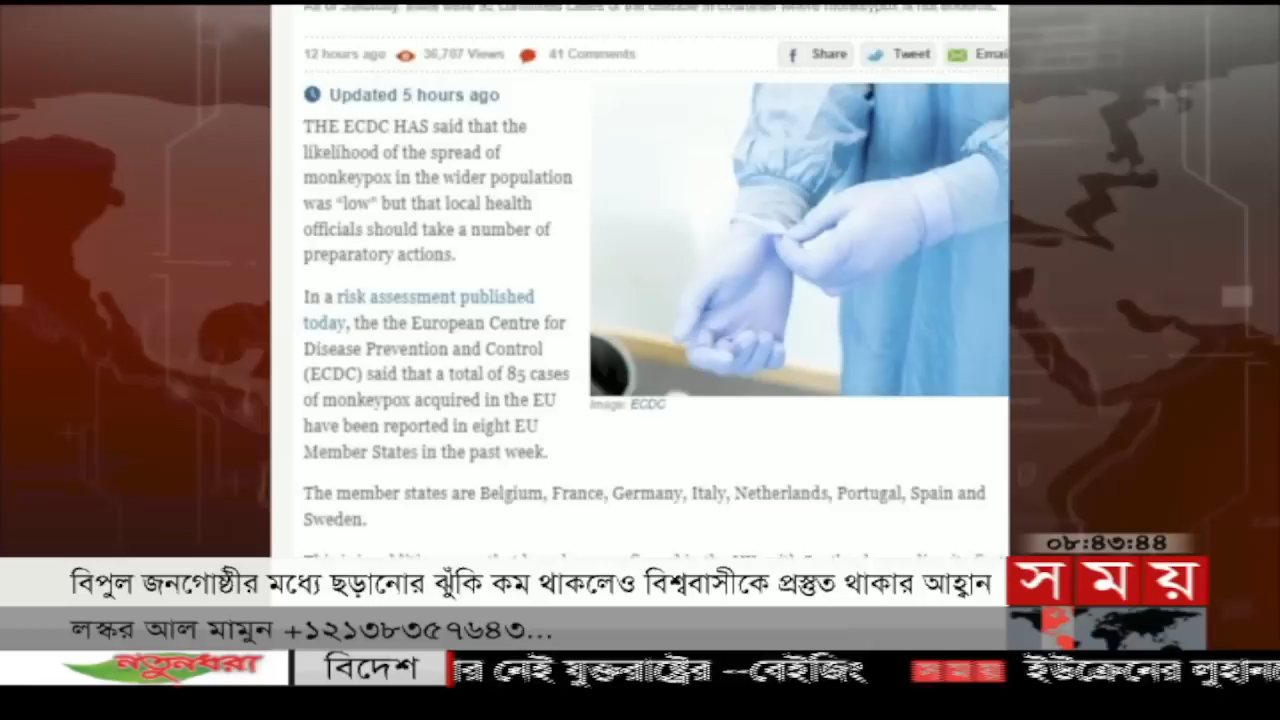 12 hours ago 36,707 Views 41 Comments Share Tweet Emai
Updated 5 hours ago
THE ECDC HAS said that the
likelihood of the spread of
monkeypox in the wider population
was “low” but that local health
officials should take a number of
preparatory actions.
In a risk assessment published
today, the the European Centre for
Disease Prevention and Control
(ECDC) said that a total of 85 cases
of monkeypox acquired in the EU
have been reported in eight EU
Member States in the past week.
Image: ECDC
The member states are Belgium, France, Germany, Italy, Netherlands, Portugal, Spain and
Sweden.
০৮:৪৩:৪৪
বিপুল জনগোষ্ঠীর মধ্যে ছড়ানোর ঝুঁকি কম থাকলেও বিশ্ববাসীকে প্রস্তুত থাকার আহ্বান
সময়
লস্কর আল মামুন +১২১৩৮৩৫৭৬৪৩...
নতুনধরা বিদেশ র নেই যুক্তরাষ্ট্রের --বেইজিং সময় ইউক্রেনের লুহান